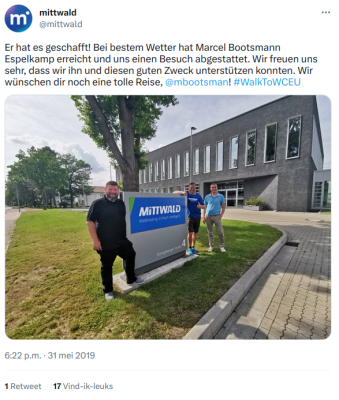 mittwald
@mittwald
Er hat es geschafft! Bei bestem Wetter hat Marcel Bootsmann
Espelkamp erreicht und uns einen Besuch abgestattet. Wir freuen uns
sehr, dass wir ihn und diesen guten Zweck unterstützen konnten. Wir
wünschen dir noch eine tolle Reise, @mbootsman! #WalkToWCEU
MITTWALD
6:22 p.m. · 31 mei 2019
1 Retweet 17 Vind-ik-leuks